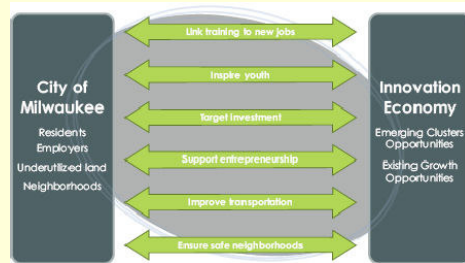 City of
Milwaukee
Residents
Employers
Underutilized land
Neighborhoods
Link training to new jobs
Inspire youth
Target investment
Support entrepreneurship
Improve transportation
Ensure safe neighborhoods
Innovation
Economy
Emerging Clusters
Opportunities
Existing Growth
Opportunities